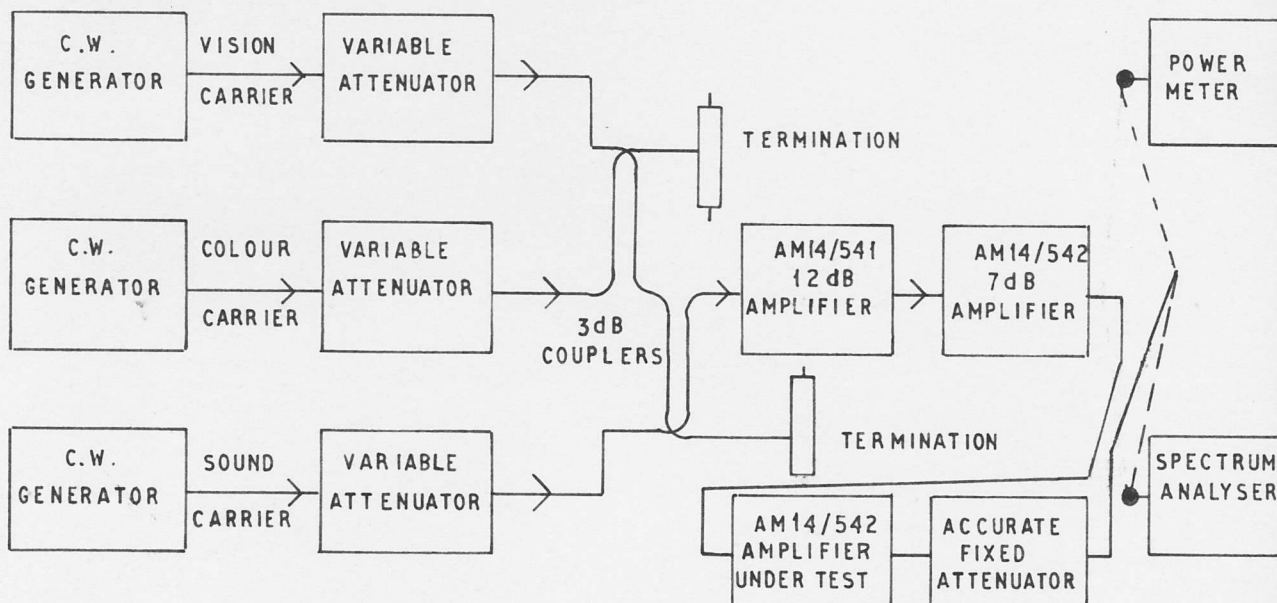 C.W.
GENERATOR
VISION
CARRIER
VARIABLE
ATTENUATOR
TERMINATION
POWER
METER
C.W.
GENERATOR
COLOUR
CARRIER
VARIABLE
ATTENUATOR
3dB
COUPLERS
AM14/541
12dB
AMPLIFIER
AM14/542
7dB
AMPLIFIER
C.W.
GENERATOR
SOUND
CARRIER
VARIABLE
ATTENUATOR
TERMINATION
AM14/542
AMPLIFIER
UNDER TEST
ACCURATE
FIXED
ATTENUATOR
SPECTRUM
ANALYSER